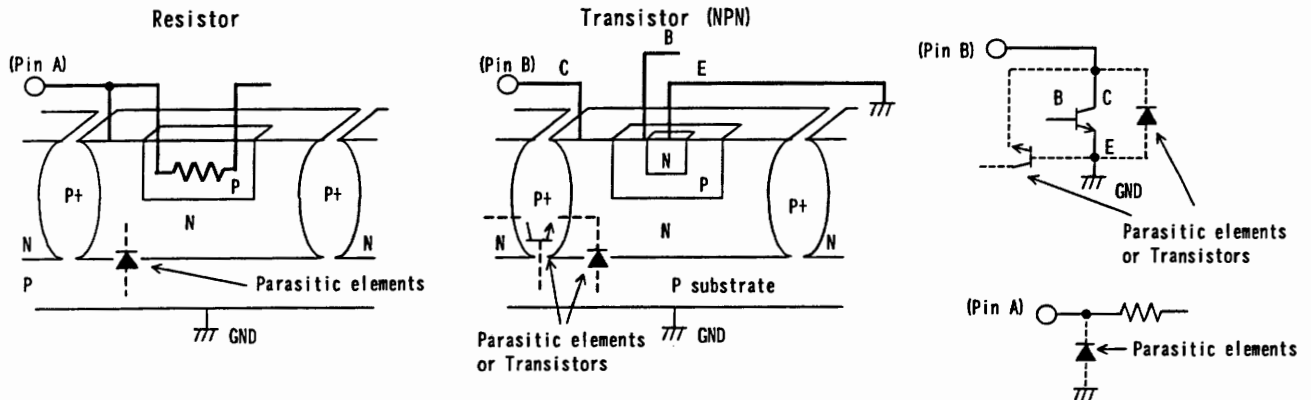 Resistor
(Pin A)
P+
P
P+
N
N
N
P
Parasitic elements
GND
Transistor (NPN)
B
(Pin B)
C
E
N
P
P+
P+
N
N
N
P substrate
Parasitic elements
or Transistors
GND
(Pin B)
B
C
E
GND
Parasitic elements
or Transistors
(Pin A)
Parasitic elements